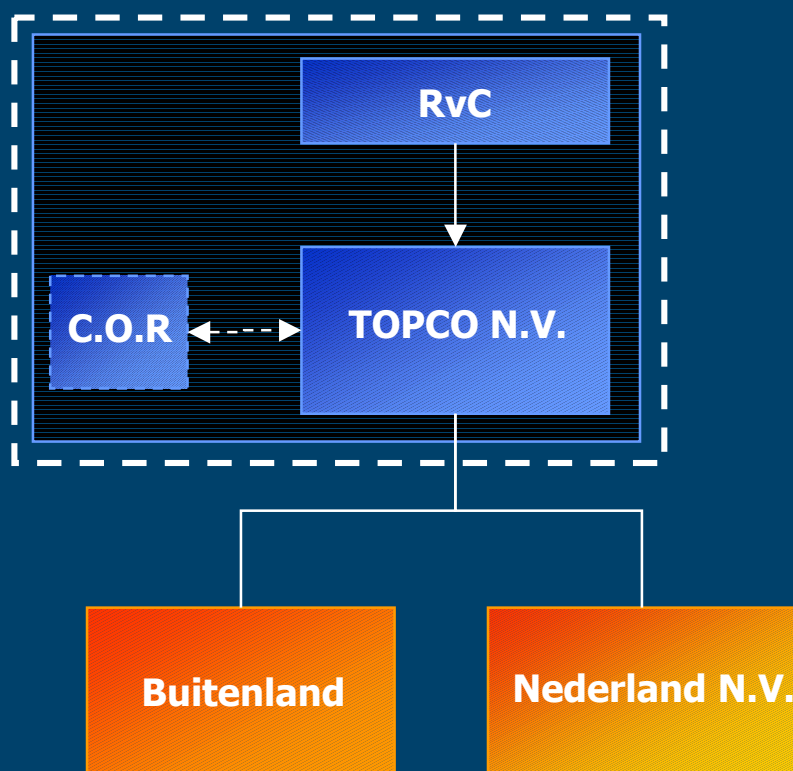 RvC
C.O.R
TOPCO N.V.
Buitenland
Nederland N.V.